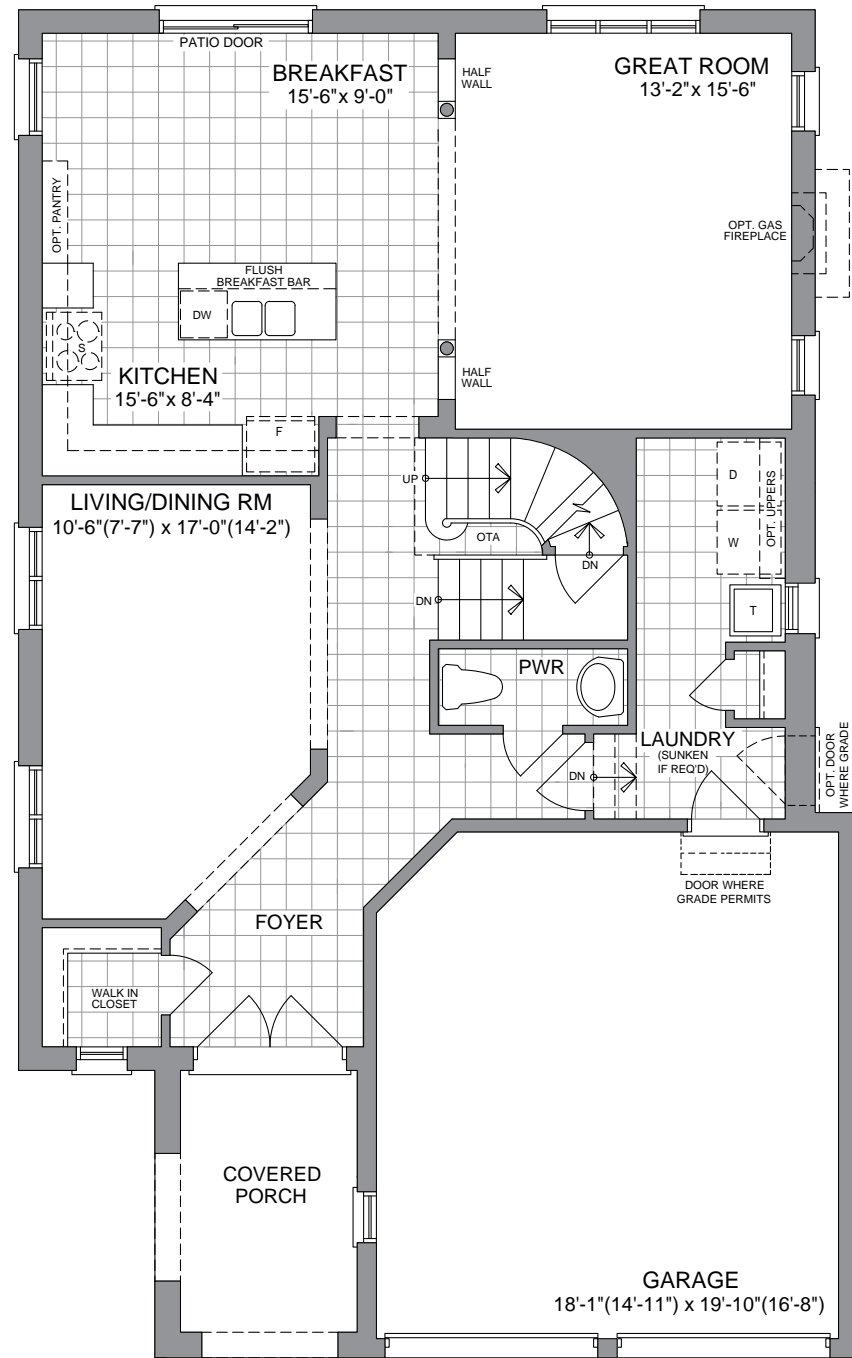 PATIO DOOR
BREAKFAST
15'-6"x 9'-0"
HALF
WALL
GREAT ROOM
13'-2"x 15'-6"
OPT. PANTRY
OPT. GAS
FIREPLACE
FLUSH
BREAKFAST BAR
DW
S
KITCHEN
15'-6"x 8'-4"
HALF
WALL
F
UP
D
OPT. UPPERS
LIVING/DINING RM
10'-6"(7'-7") x 17'-0"(14'-2")
OTA
W
DN
DN
T
PWR
LAUNDRY
(SUNKEN
IF REQ'D)
DN
OPT. DOOR
WHERE GRADE
DOOR WHERE
GRADE PERMITS
FOYER
WALK IN
CLOSET
COVERED
PORCH
GARAGE
18'-1"(14'-11") x 19'-10"(16'-8")